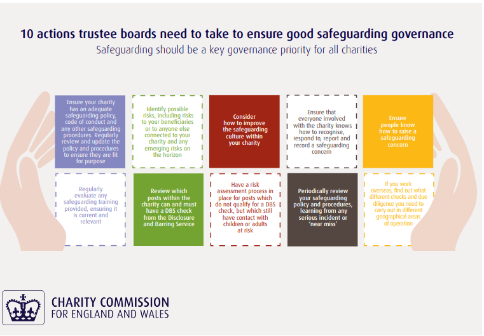 10 actions trustee boards need to take to ensure good safeguarding governance
Safeguarding should be a key governance priority for all charities
Ensure your charity
has an adequate
safeguarding policy,
code of conduct and
any other safeguarding
procedures. Regularly
review and update the
policy and procedures
to ensure they are fit
for purpose
Identify possible
risks, including risks
to your beneficiaries
or to anyone else
connected to your
charity and any
emerging risks on
the horizon
Consider
how to improve
the safeguarding
culture within
your charity
Ensure that
everyone involved
with the charity knows
how to recognise,
respond to, report and
record a safeguarding
concern
Ensure
people know
how to raise a
safeguarding
concern
Regularly
evaluate any
safeguarding training
provided, ensuring it
is current and
relevant
Review which
posts within the
charity can and must
have a DBS check
from the Disclosure
and Barring Service
Have a risk
assessment process in
place for posts which
do not qualify for a DBS
check, but which still
have contact with
children or adults
at risk
Periodically review
your safeguarding
policy and procedures,
learning from any
serious incident or
'near miss'
If you work
overseas, find out what
different checks and due
diligence you need to
carry out in different
geographical areas
of operation
CHARITY COMMISSION
FOR ENGLAND AND WALES